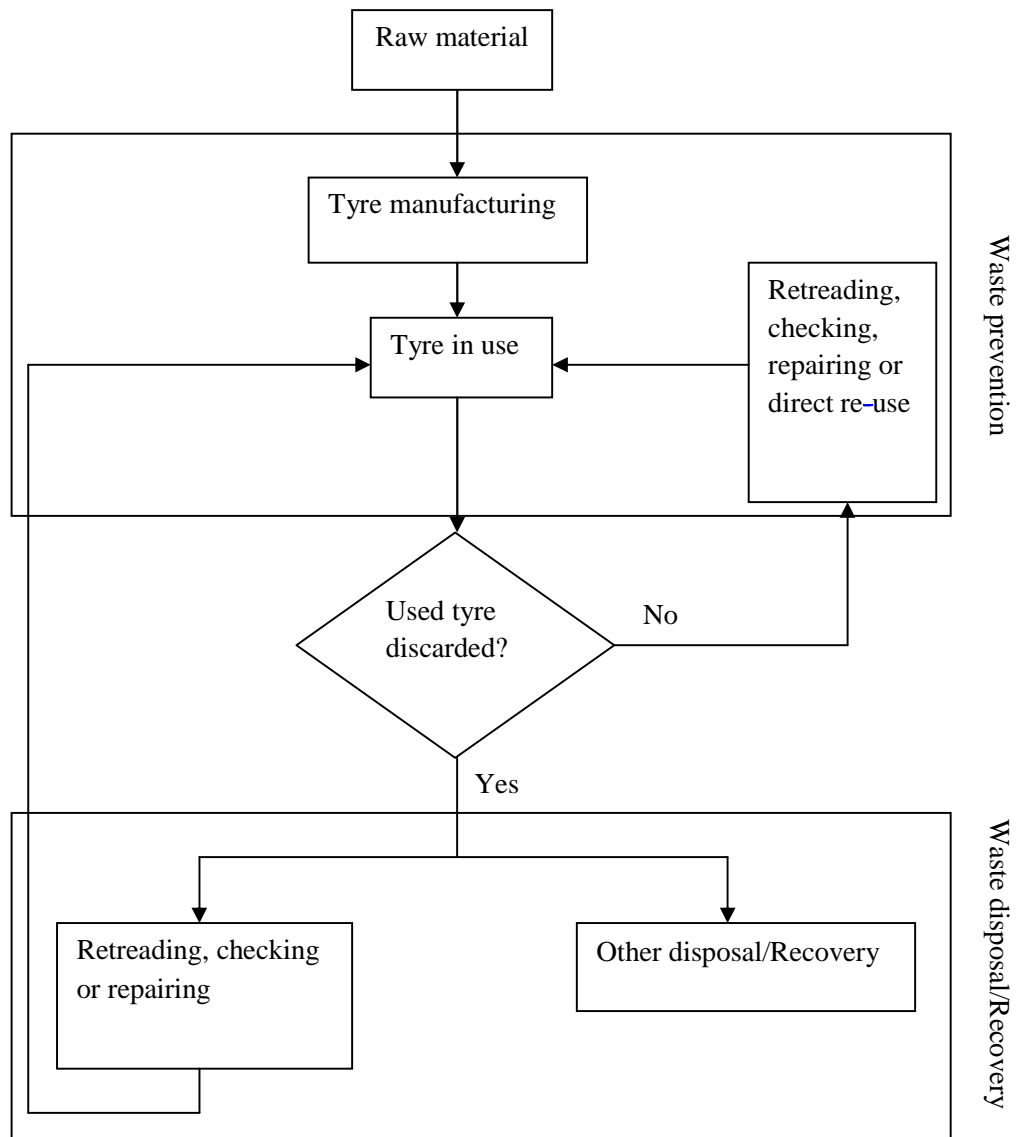 Raw material
Tyre manufacturing
Tyre in use
Retreading,
checking,
repairing or
direct re-use
Waste prevention
Used tyre
discarded?
No
Yes
Retreading, checking
or repairing
Other disposal/Recovery
Waste disposal/Recovery